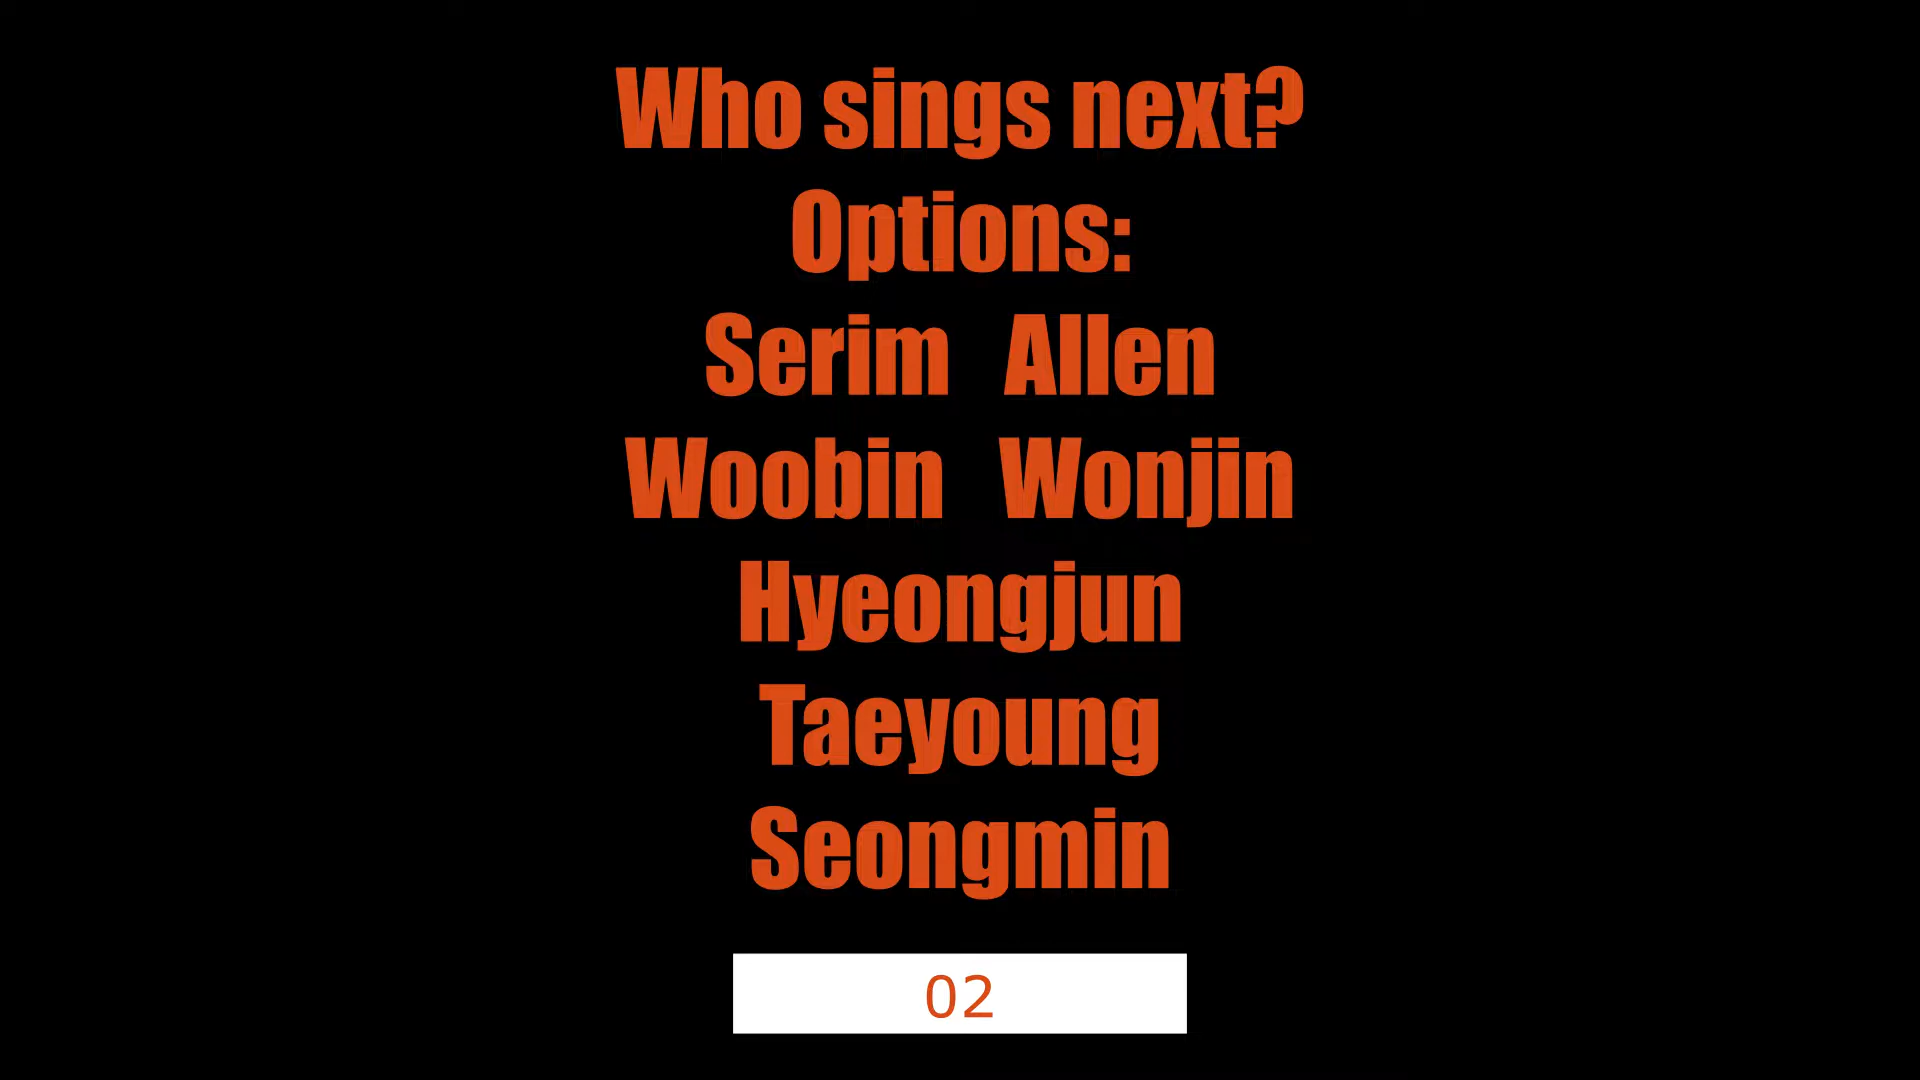 Who sings next?
Options:
Serim Allen
Woobin Wonjin
Hyeongjun
Taeyoung
Seongmin
02